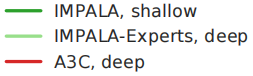 IMPALA, shallow
IMPALA-Experts, deep
A3C, deep